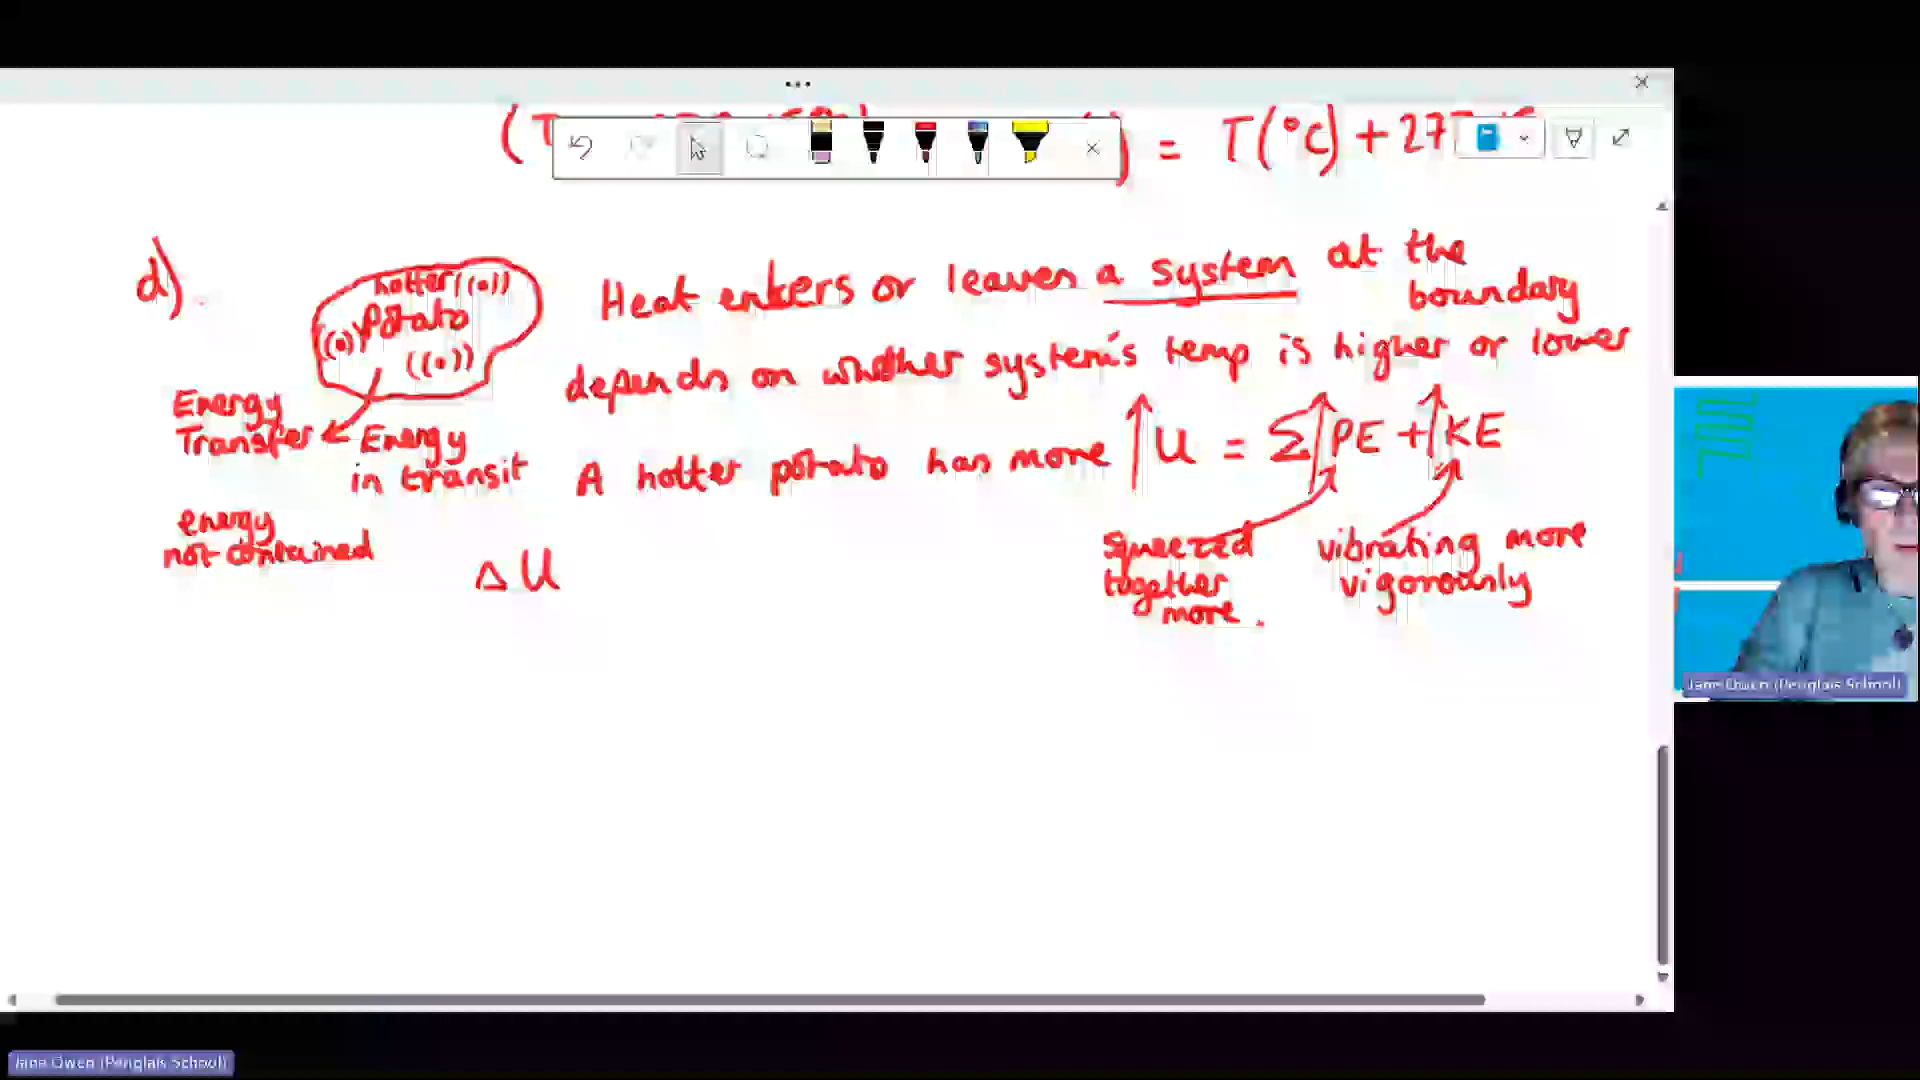 = T(°C) + 27
d)
hotter ((o))
((o)) Potato
((o))
Heat enters or leaves a system at the
boundary
depends on whether system's temp is higher or lower
Energy
Transfer
Energy
in transit
A hotter potato has more U = Σ PE + KE
energy
not contained
ΔU
squeezed
together
more.
vibrating more
vigorously
Jane Owen (Penglais School)
Jane Owen (Penglais School)